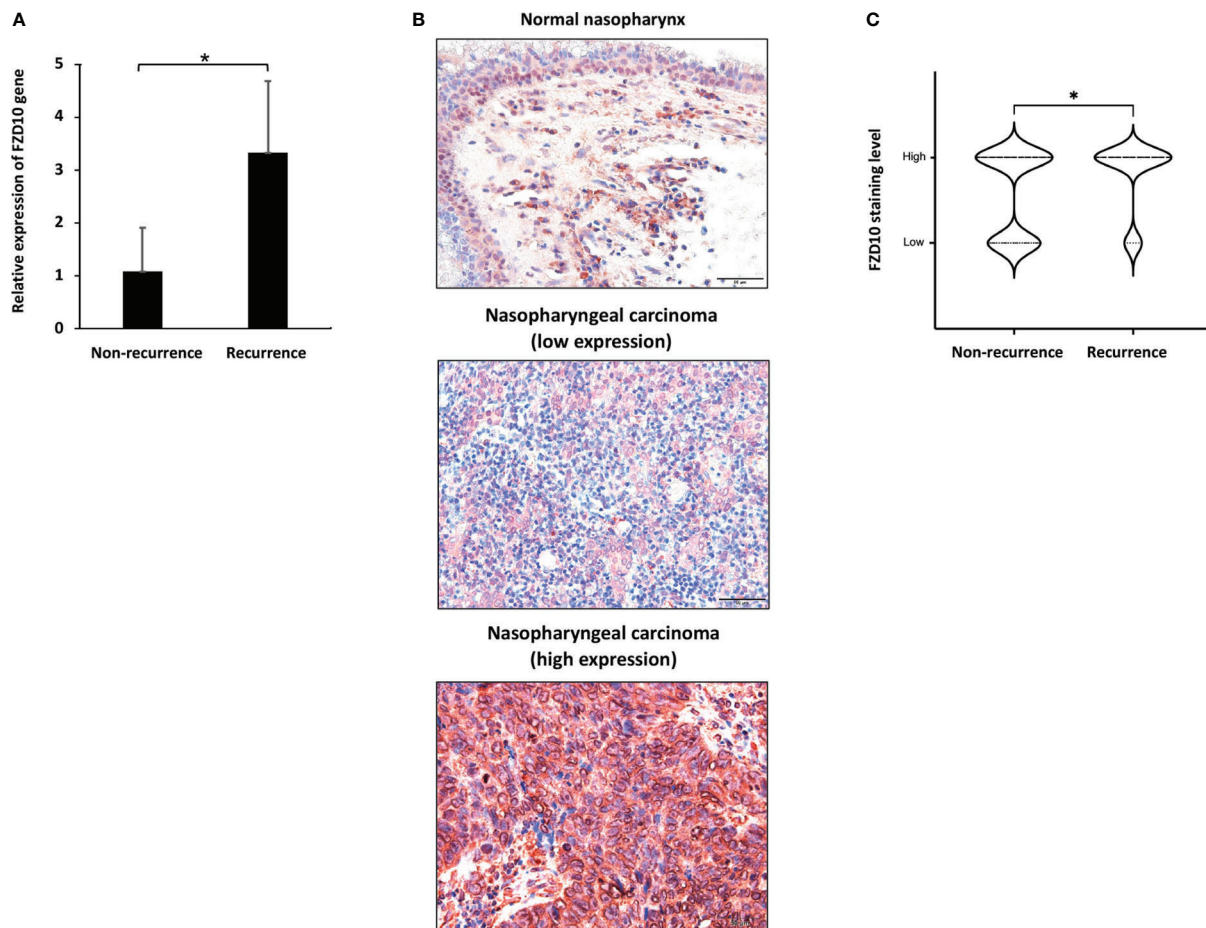 A
*
5
4
3
2
1
0
Relative expression of FZD10 gene
Non-recurrence
Recurrence
B
Normal nasopharynx
Nasopharyngeal carcinoma
(low expression)
Nasopharyngeal carcinoma
(high expression)
C
*
High
Low
FZD10 staining level
Non-recurrence
Recurrence